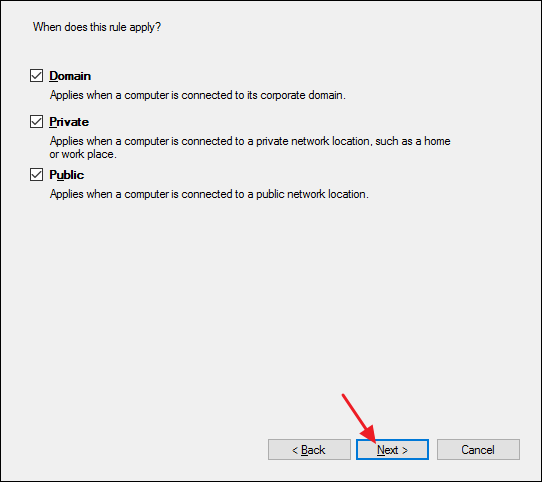 When does this rule apply?
Domain
Applies when a computer is connected to its corporate domain.
Private
Applies when a computer is connected to a private network location, such as a home
or work place.
Public
Applies when a computer is connected to a public network location.
< Back
Next >
Cancel